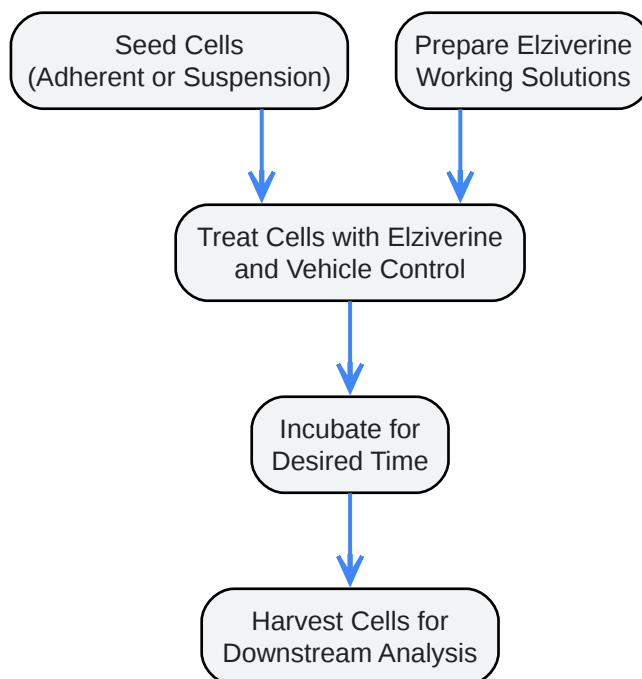 Seed Cells
(Adherent or Suspension)
Prepare Elziverine
Working Solutions
Treat Cells with Elziverine
and Vehicle Control
Incubate for
Desired Time
Harvest Cells for
Downstream Analysis